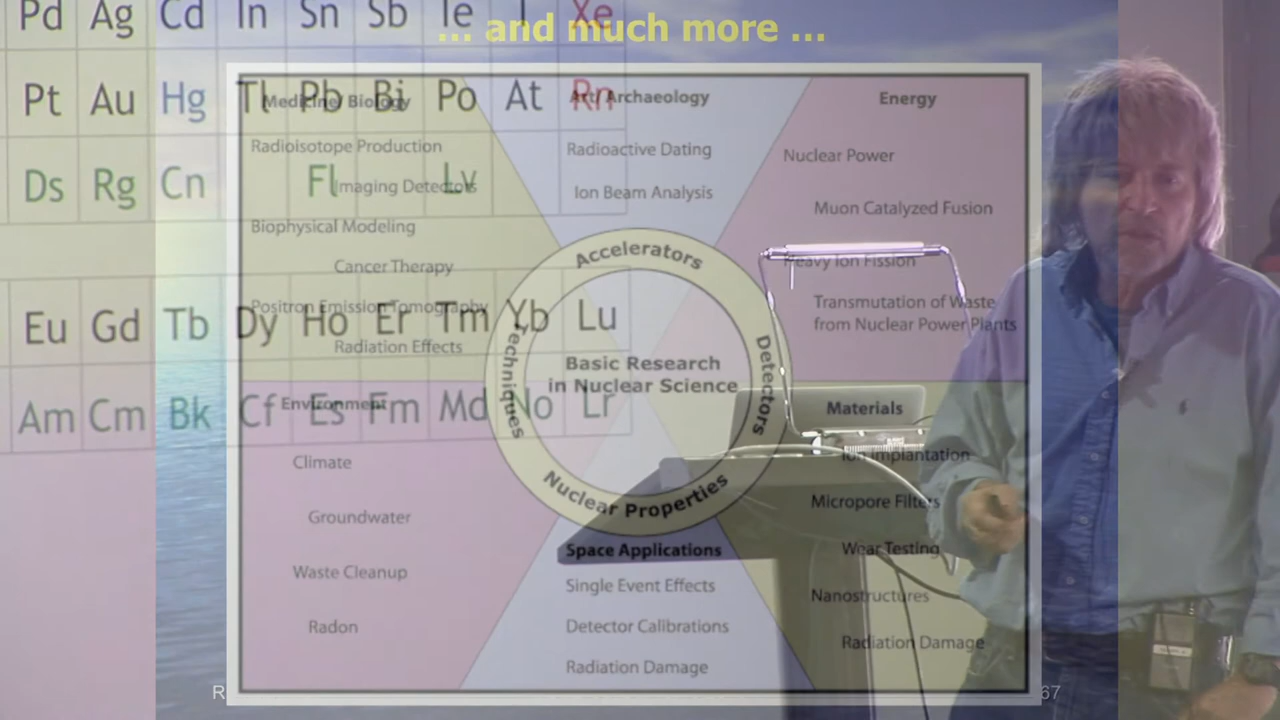 ... and much more ...
Pd Ag Cd In Sn Sb Te I Xe
Pt Au Hg Tl Pb Bi Po At Rn
Ds Rg Cn Fl Lv
Eu Gd Tb Dy Ho Er Tm Yb Lu
Am Cm Bk Cf Es Fm Md No Lr
Medicine/ Biology
Radioisotope Production
Imaging Detectors
Biophysical Modeling
Cancer Therapy
Positron Emission Tomography
Radiation Effects
Art/ Archaeology
Radioactive Dating
Ion Beam Analysis
Energy
Nuclear Power
Muon Catalyzed Fusion
Heavy Ion Fission
Transmutation of Waste
from Nuclear Power Plants
Accelerators
Techniques
Basic Research
in Nuclear Science
Detectors
Nuclear Properties
Environment
Climate
Groundwater
Waste Cleanup
Radon
Space Applications
Single Event Effects
Detector Calibrations
Radiation Damage
Materials
Ion Implantation
Micropore Filters
Wear Testing
Nanostructures
Radiation Damage
67